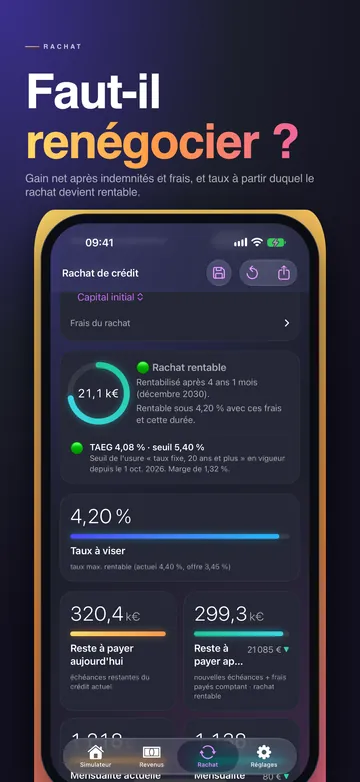 RACHAT
Faut-il
renégocier ?
Gain net après indemnités et frais, et taux à partir duquel le
rachat devient rentable.
09:41
Rachat de crédit
Capital initial
Frais du rachat
21,1 k€
Rachat rentable
Rentabilisé après 4 ans 1 mois
(décembre 2030).
Rentable sous 4,20 % avec ces frais
et cette durée.
TAEG 4,08 % · seuil 5,40 %
Seuil de l'usure « taux fixe, 20 ans et plus » en vigueur
depuis le 1 oct. 2026. Marge de 1,32 %.
4,20 %
Taux à viser
taux max. rentable (actuel 4,40 %, offre 3,45 %)
320,4 k€
Reste à payer
aujourd'hui
échéances restantes du
crédit actuel
299,3 k€
Reste à
payer ap...
21 085 € ▼
nouvelles échéances + frais
payés comptant · rachat
rentable
Simulateur
Revenus
Rachat
Réglages
Mensualité actuelle
Mensualité
80 € ▼